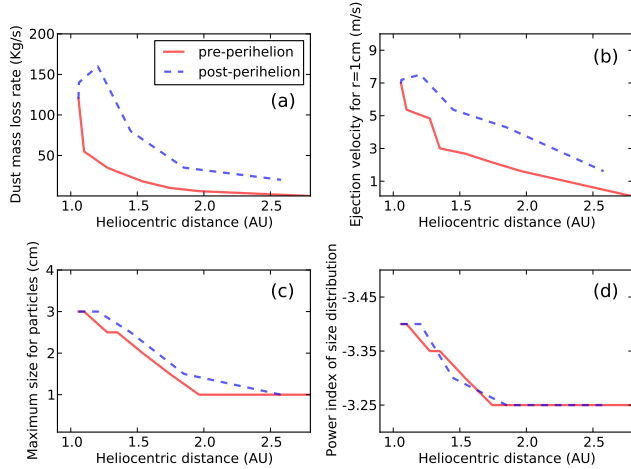 Dust mass loss rate (Kg/s)
200
150
100
50
pre-perihelion
post-perihelion
(a)
1.0 1.5 2.0 2.5
Heliocentric distance (AU)
Ejection velocity for r=1cm (m/s)
9
7
5
3
1
(b)
1.0 1.5 2.0 2.5
Heliocentric distance (AU)
Maximum size for particles (cm)
4
3
2
1
(c)
1.0 1.5 2.0 2.5
Heliocentric distance (AU)
Power index of size distribution
-3.45
-3.35
-3.25
(d)
1.0 1.5 2.0 2.5
Heliocentric distance (AU)